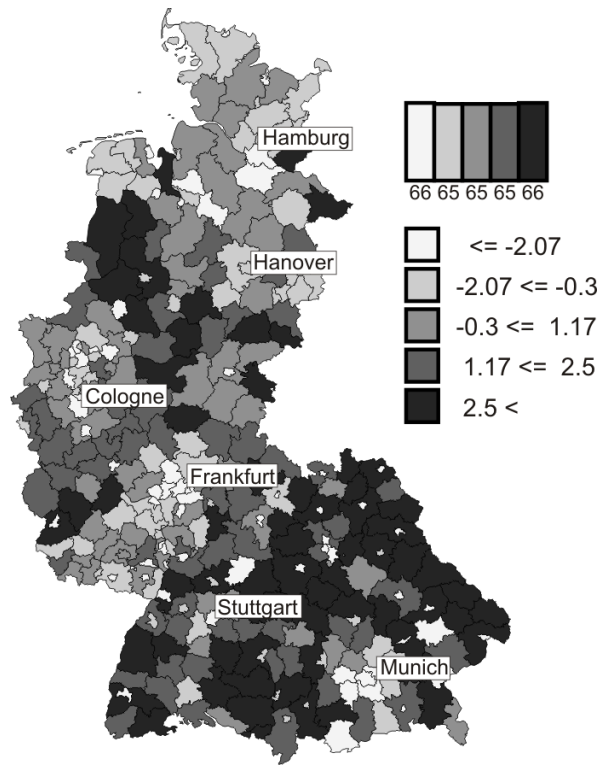 Hamburg
66 65 65 65 66
<= -2.07
Hanover
-2.07 <= -0.3
-0.3 <= 1.17
1.17 <= 2.5
Cologne
2.5 <
Frankfurt
Stuttgart
Munich